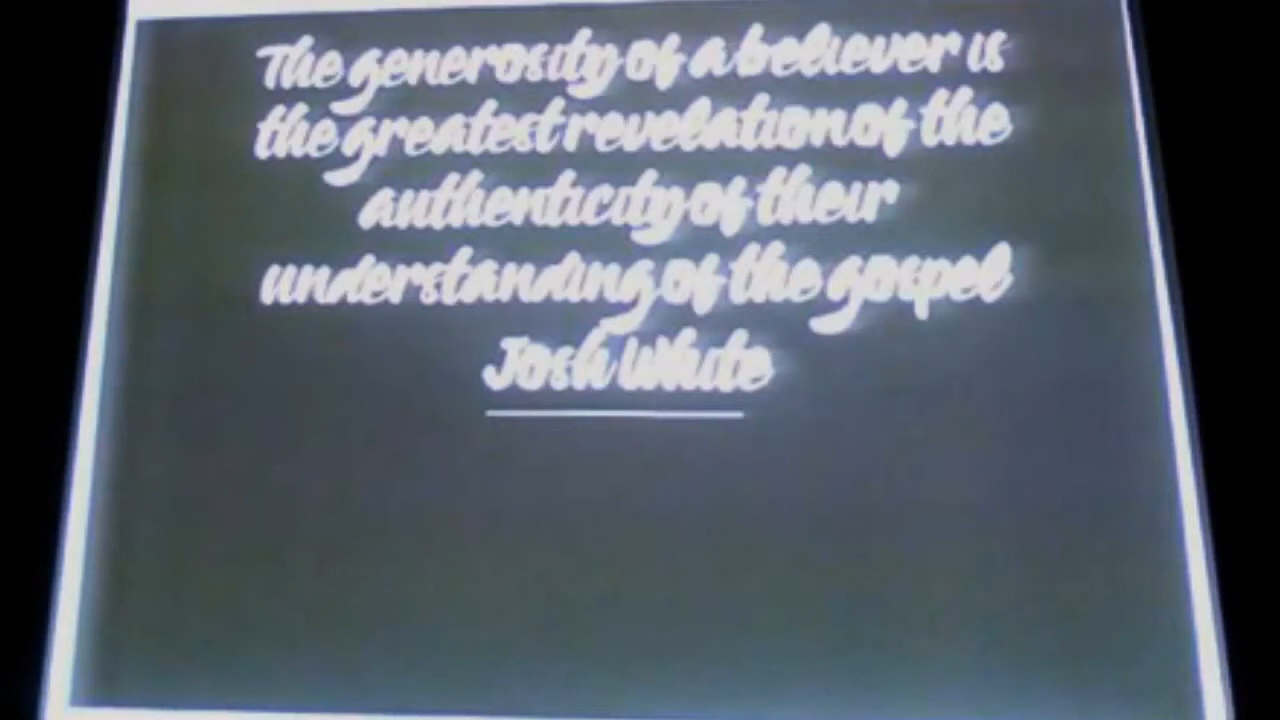 The generosity of a believer is
the greatest revelation of the
authenticity of their
understanding of the gospel
Josh White